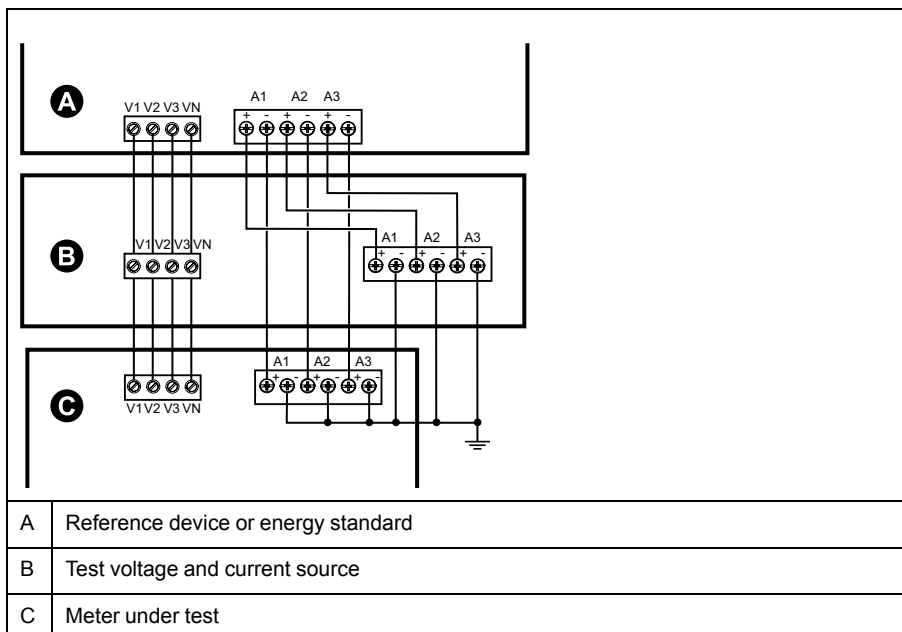 A
V1 V2 V3 VN
A1 A2 A3
+ - + - + -
B
V1 V2 V3 VN
A1 A2 A3
+ - + - + -
C
A1 A2 A3
+ - + - + -
V1 V2 V3 VN
A Reference device or energy standard
B Test voltage and current source
C Meter under test